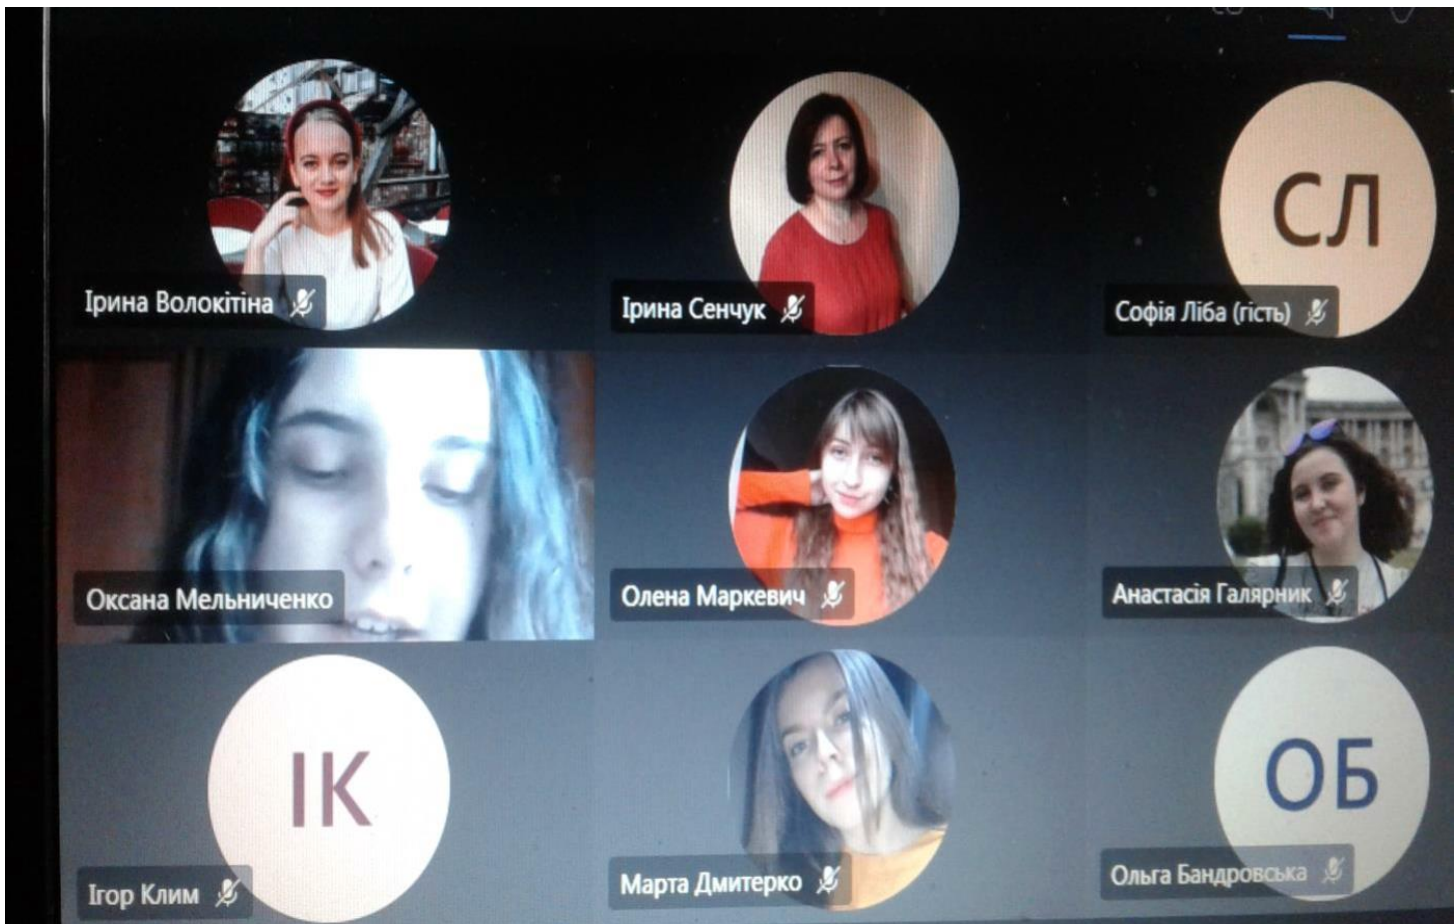 Ірина Волокітіна
Ірина Сенчук
СЛ
Софія Ліба (гість)
Оксана Мельниченко
Олена Маркевич
Анастасія Галярник
ІК
Ігор Клим
Марта Дмитерко
ОБ
Ольга Бандровська